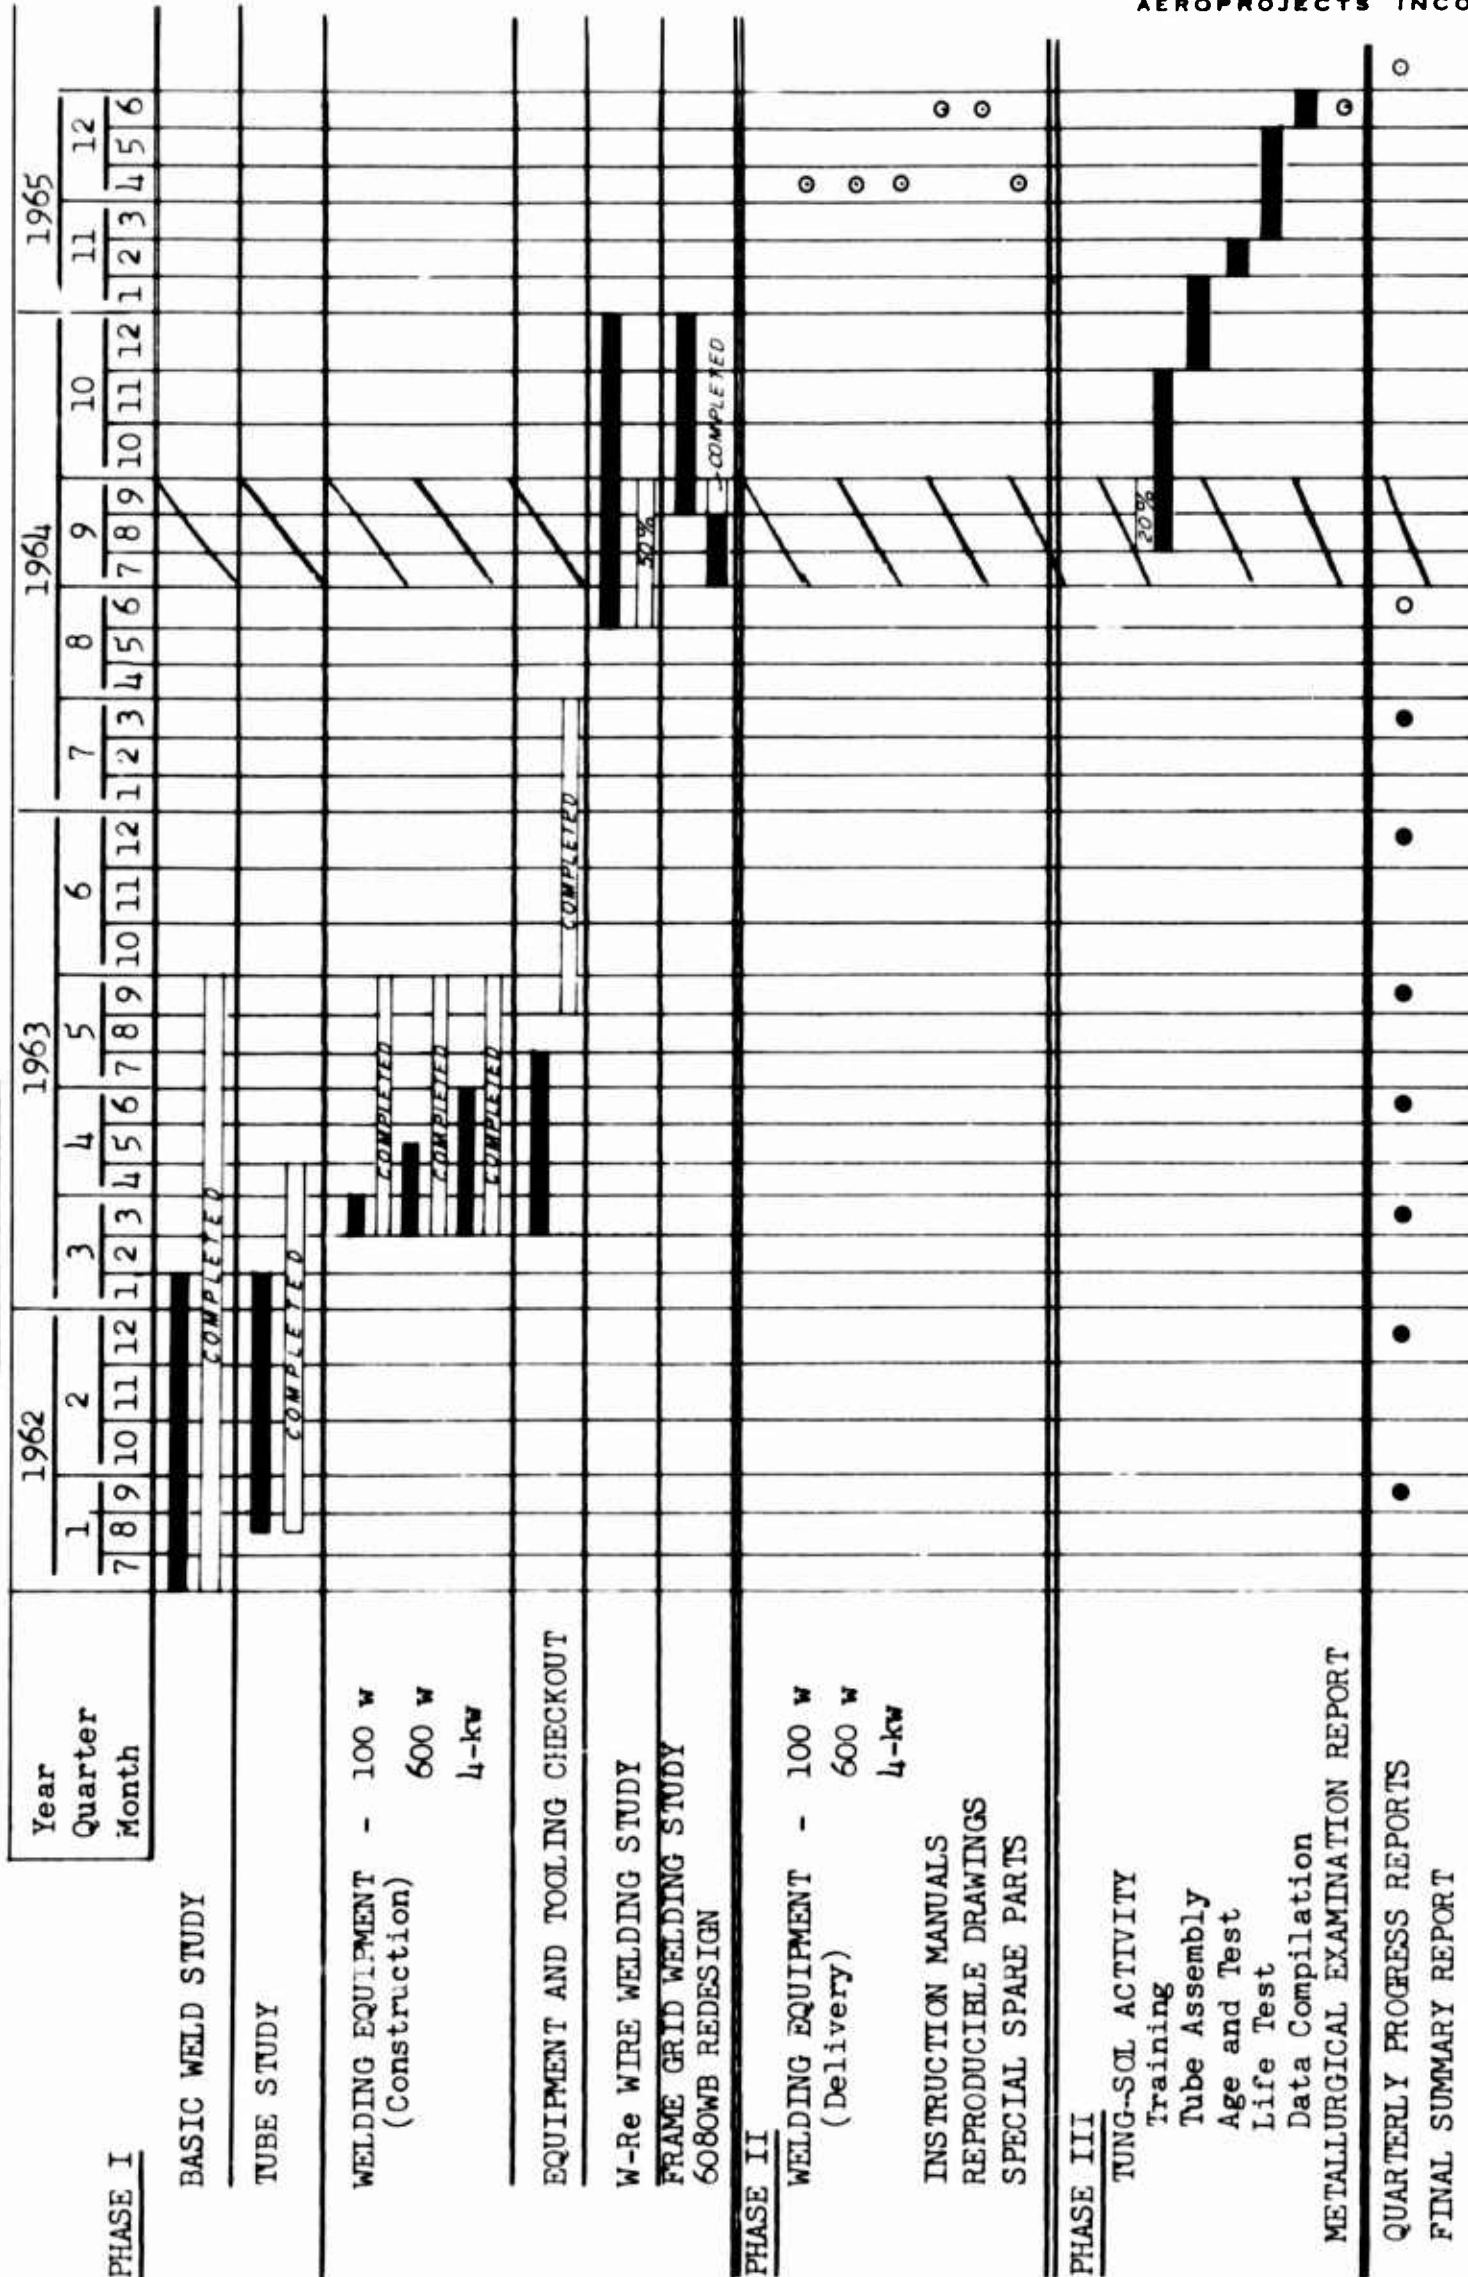 AEROPROJECTS INCO
Year 1962 1963 1964 1965
Quarter 1 2 3 4 5 6 7 8 9 10 11 12
Month 7 8 9 10 11 12 1 2 3 4 5 6 7 8 9 10 11 12 1 2 3 4 5 6 7 8 9 10 11 12 1 2 3 4 5 6
PHASE I
BASIC WELD STUDY
COMPLETED
TUBE STUDY
COMPLETED
WELDING EQUIPMENT - 100 w
COMPLETED
(Construction) 600 w
COMPLETED
4-kw
COMPLETED
EQUIPMENT AND TOOLING CHECKOUT
COMPLETED
W-Re WIRE WELDING STUDY
50%
FRAME GRID WELDING STUDY
6080WB REDESIGN
COMPLETED
PHASE II
WELDING EQUIPMENT - 100 w
(Delivery) 600 w
4-kw
INSTRUCTION MANUALS
REPRODUCIBLE DRAWINGS
SPECIAL SPARE PARTS
PHASE III
TUNG-SOL ACTIVITY
20%
Training
Tube Assembly
Age and Test
Life Test
Data Compilation
METALLURGICAL EXAMINATION REPORT
QUARTERLY PROGRESS REPORTS
FINAL SUMMARY REPORT